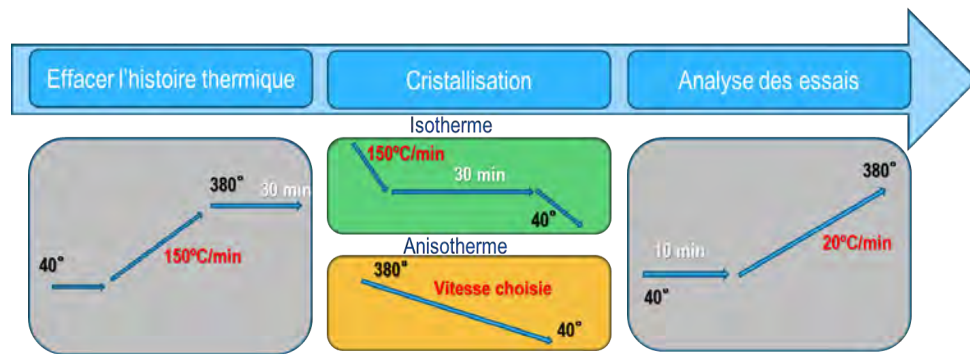 Effacer l'histoire thermique
Cristallisation
Analyse des essais
40°
150°C/min
380°
30 min
Isotherme
150°C/min
30 min
40°
Anisotherme
380°
Vitesse choisie
40°
10 min
40°
20°C/min
380°